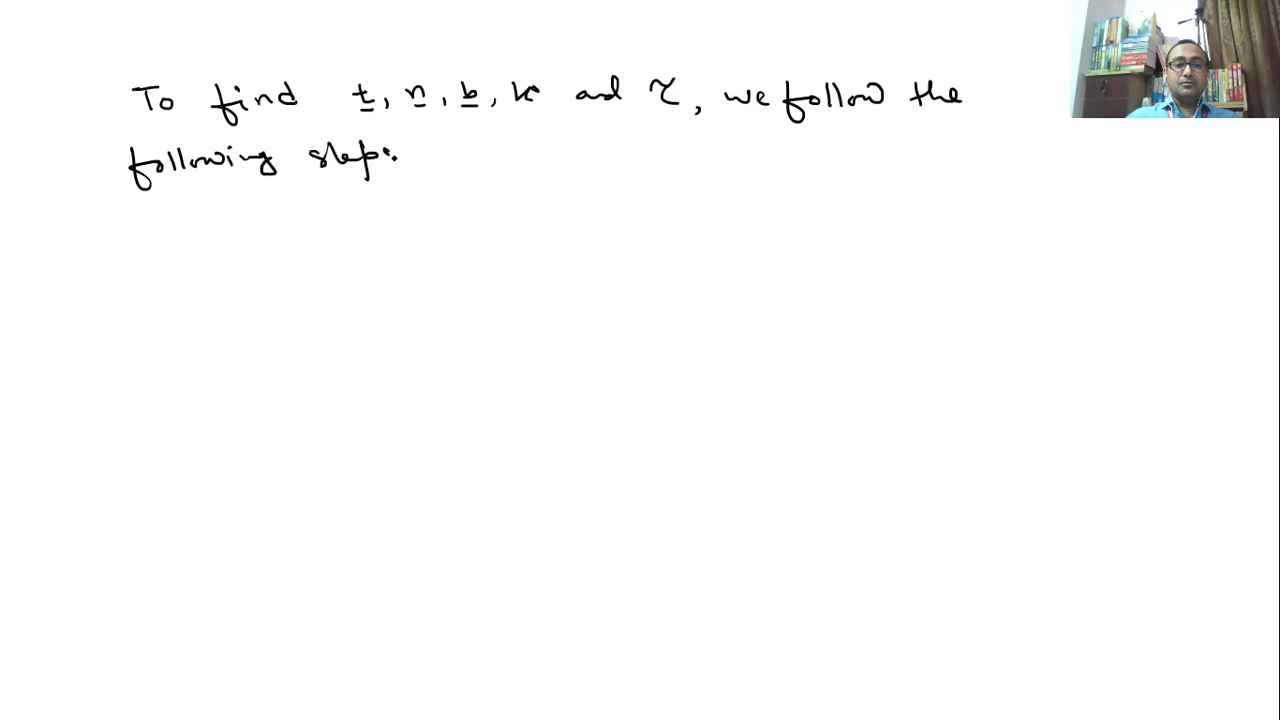 To find t, n, b, κ and τ, we follow the
following steps